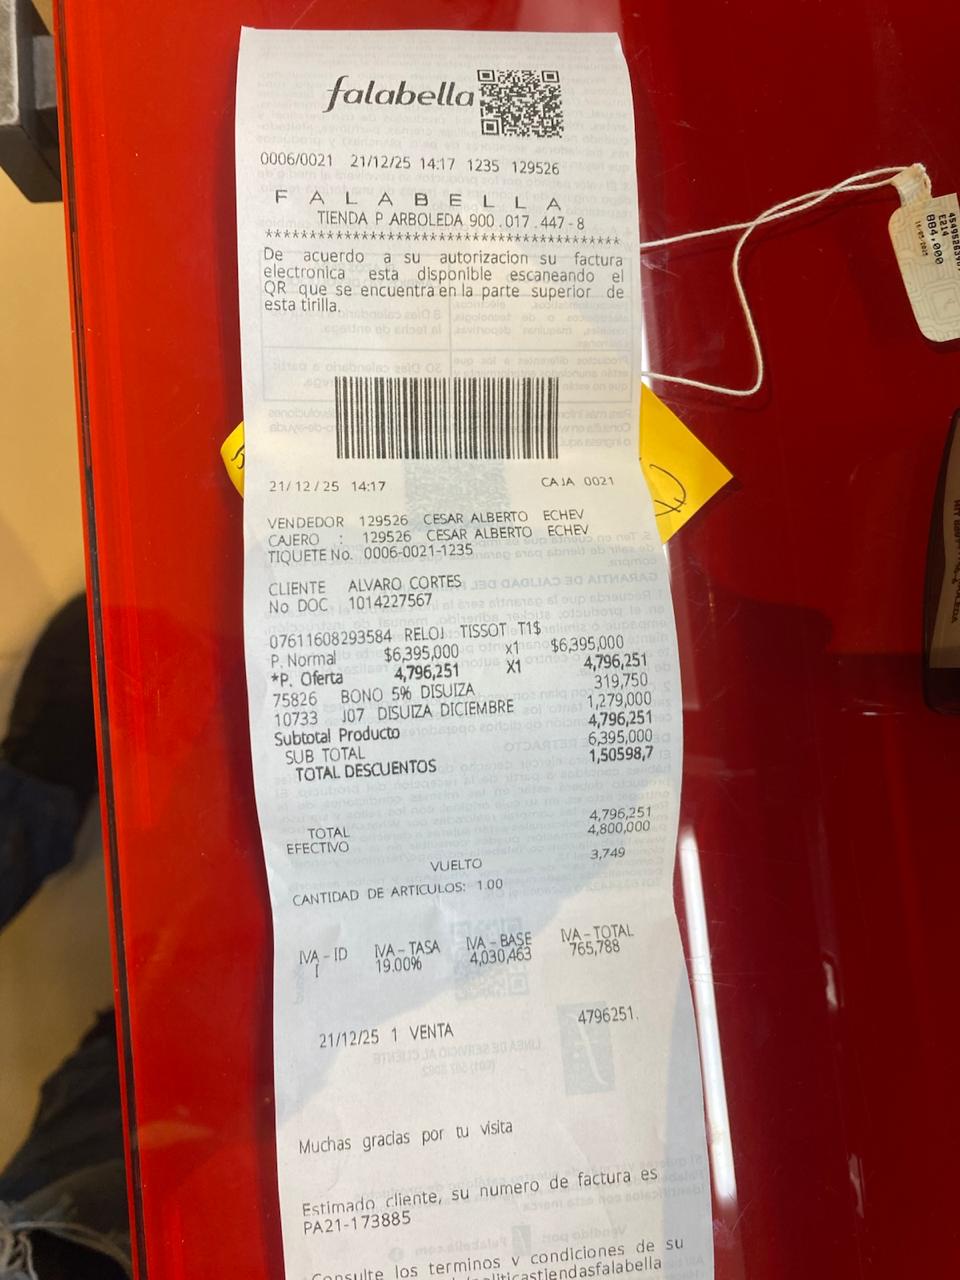 falabella
0006/0021 21/12/25 14:17 1235 129526
F A L A B E L L A
TIENDA P ARBOLEDA 900.017.447-8
****************************************
De acuerdo a su autorizacion su factura
electronica esta disponible escaneando el
QR que se encuentra en la parte superior de
esta tirilla.
21/12/25 14:17 CAJA 0021
VENDEDOR 129526 CESAR ALBERTO ECHEV
CAJERO : 129526 CESAR ALBERTO ECHEV
TIQUETE No. 0006-0021-1235
CLIENTE ALVARO CORTES
No DOC 1014227567
07611608293584 RELOJ TISSOT T1$
P. Normal $6,395,000 x1 $6,395,000
*P. Oferta 4,796,251 X1 4,796,251
75826 BONO 5% DISUIZA 319,750
10733 J07 DISUIZA DICIEMBRE 1,279,000
Subtotal Producto 4,796,251
SUB TOTAL 6,395,000
TOTAL DESCUENTOS 1,50598,7
TOTAL 4,796,251
EFECTIVO 4,800,000
VUELTO 3,749
CANTIDAD DE ARTICULOS: 1.00
IVA-ID IVA-TASA IVA-BASE IVA-TOTAL
I 19.00% 4,030,463 765,788
21/12/25 1 VENTA 4796251.
Muchas gracias por tu visita
Estimado cliente, su numero de factura es
PA21-173885
Consulte los terminos y condiciones de su
E214
884,000